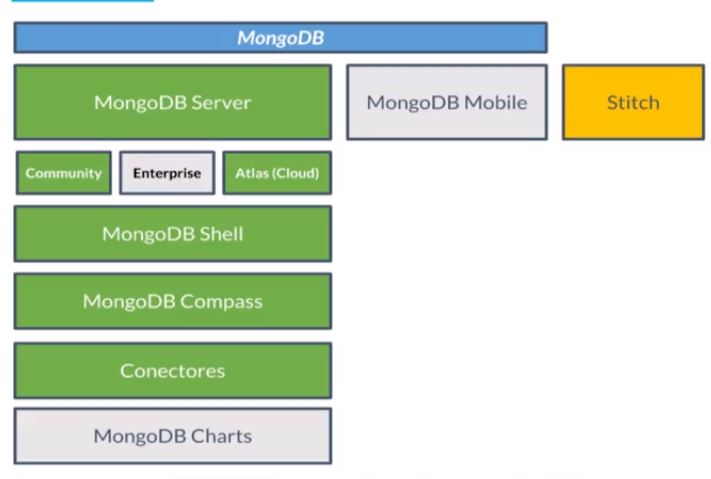 MongoDB
MongoDB Server
MongoDB Mobile
Stitch
Community
Enterprise
Atlas (Cloud)
MongoDB Shell
MongoDB Compass
Conectores
MongoDB Charts